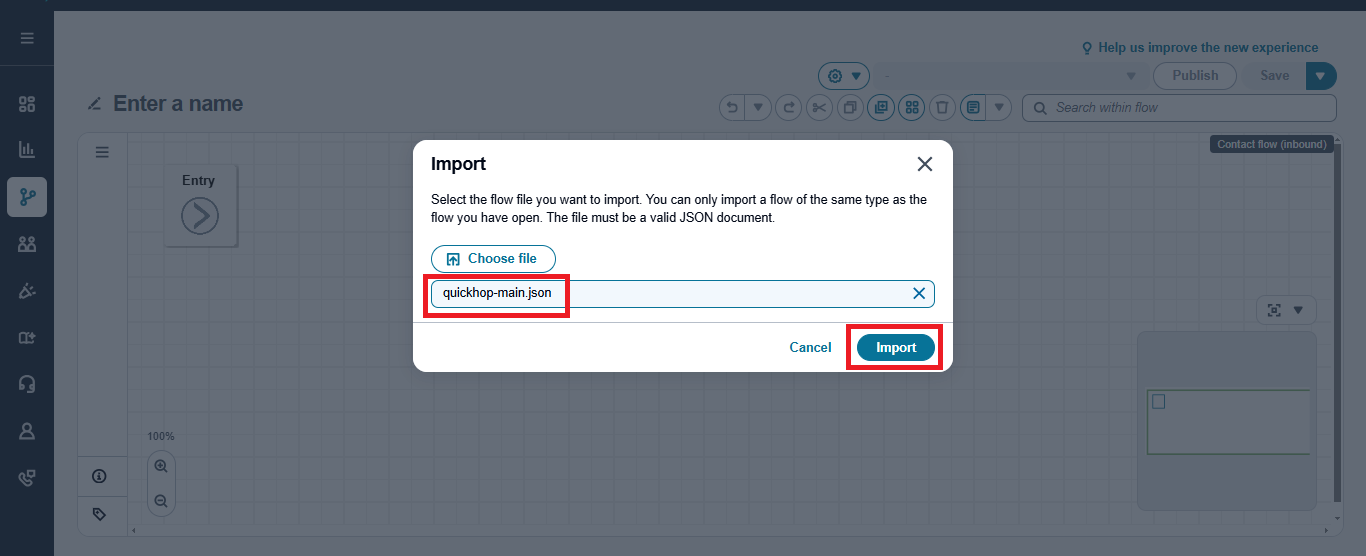 Help us improve the new experience
-
Publish
Save
Enter a name
Search within flow
Contact flow (inbound)
Entry
Import
Select the flow file you want to import. You can only import a flow of the same type as the
flow you have open. The file must be a valid JSON document.
Choose file
quickhop-main.json
Cancel
Import
100%